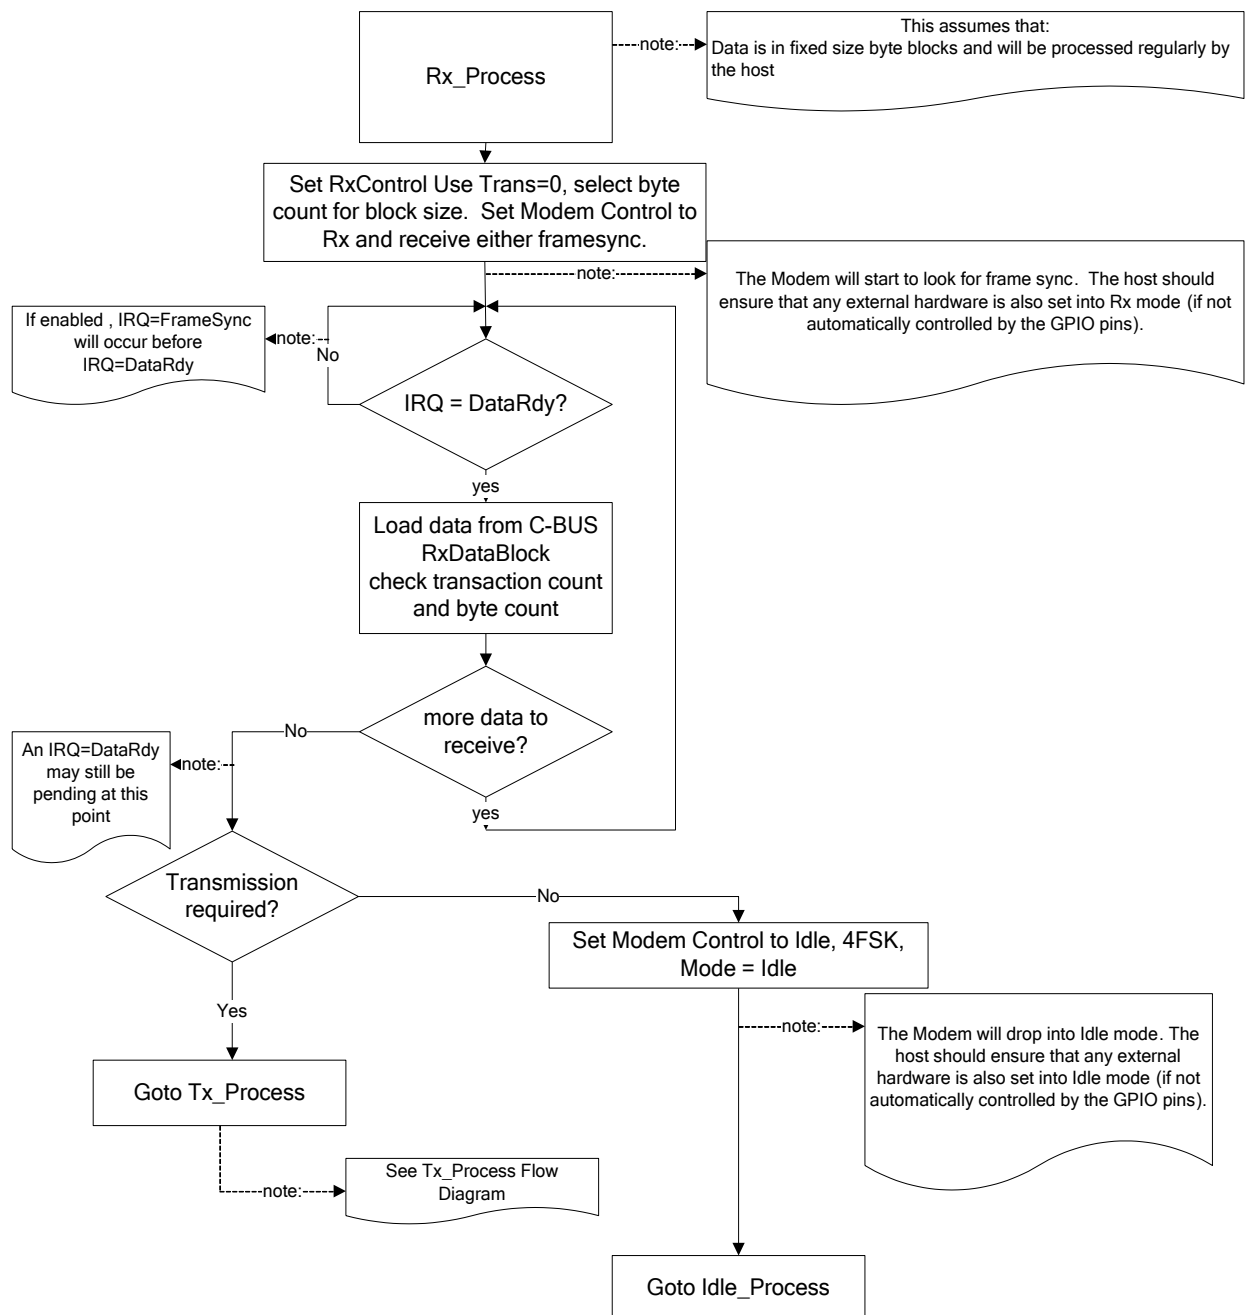 Rx_Process
note:
This assumes that:
Data is in fixed size byte blocks and will be processed regularly by
the host
Set RxControl Use Trans=0, select byte
count for block size.  Set Modem Control to
Rx and receive either framesync.
note:
The Modem will start to look for frame sync.  The host should
ensure that any external hardware is also set into Rx mode (if not
automatically controlled by the GPIO pins).
If enabled , IRQ=FrameSync
will occur before
IRQ=DataRdy
note:
No
IRQ = DataRdy?
yes
Load data from C-BUS
RxDataBlock
check transaction count
and byte count
more data to
receive?
No
yes
An IRQ=DataRdy
may still be
pending at this
point
note:
Transmission
required?
No
Yes
Set Modem Control to Idle, 4FSK,
Mode = Idle
note:
The Modem will drop into Idle mode. The
host should ensure that any external
hardware is also set into Idle mode (if not
automatically controlled by the GPIO pins).
Goto Tx_Process
note:
See Tx_Process Flow
Diagram
Goto Idle_Process